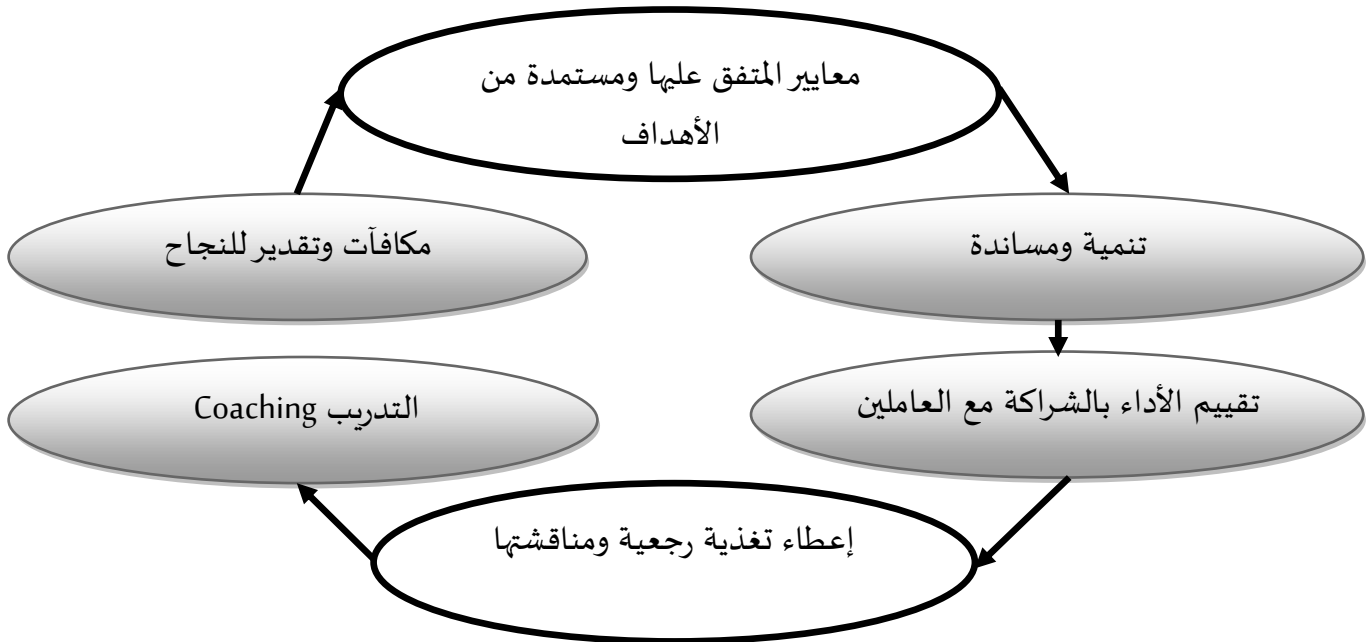 معايير المتفق عليها ومستمدة من
الأهداف
مكافآت وتقدير للنجاح
تنمية ومساندة
التدريب Coaching
تقييم الأداء بالشراكة مع العاملين
إعطاء تغذية رجعية ومناقشتها